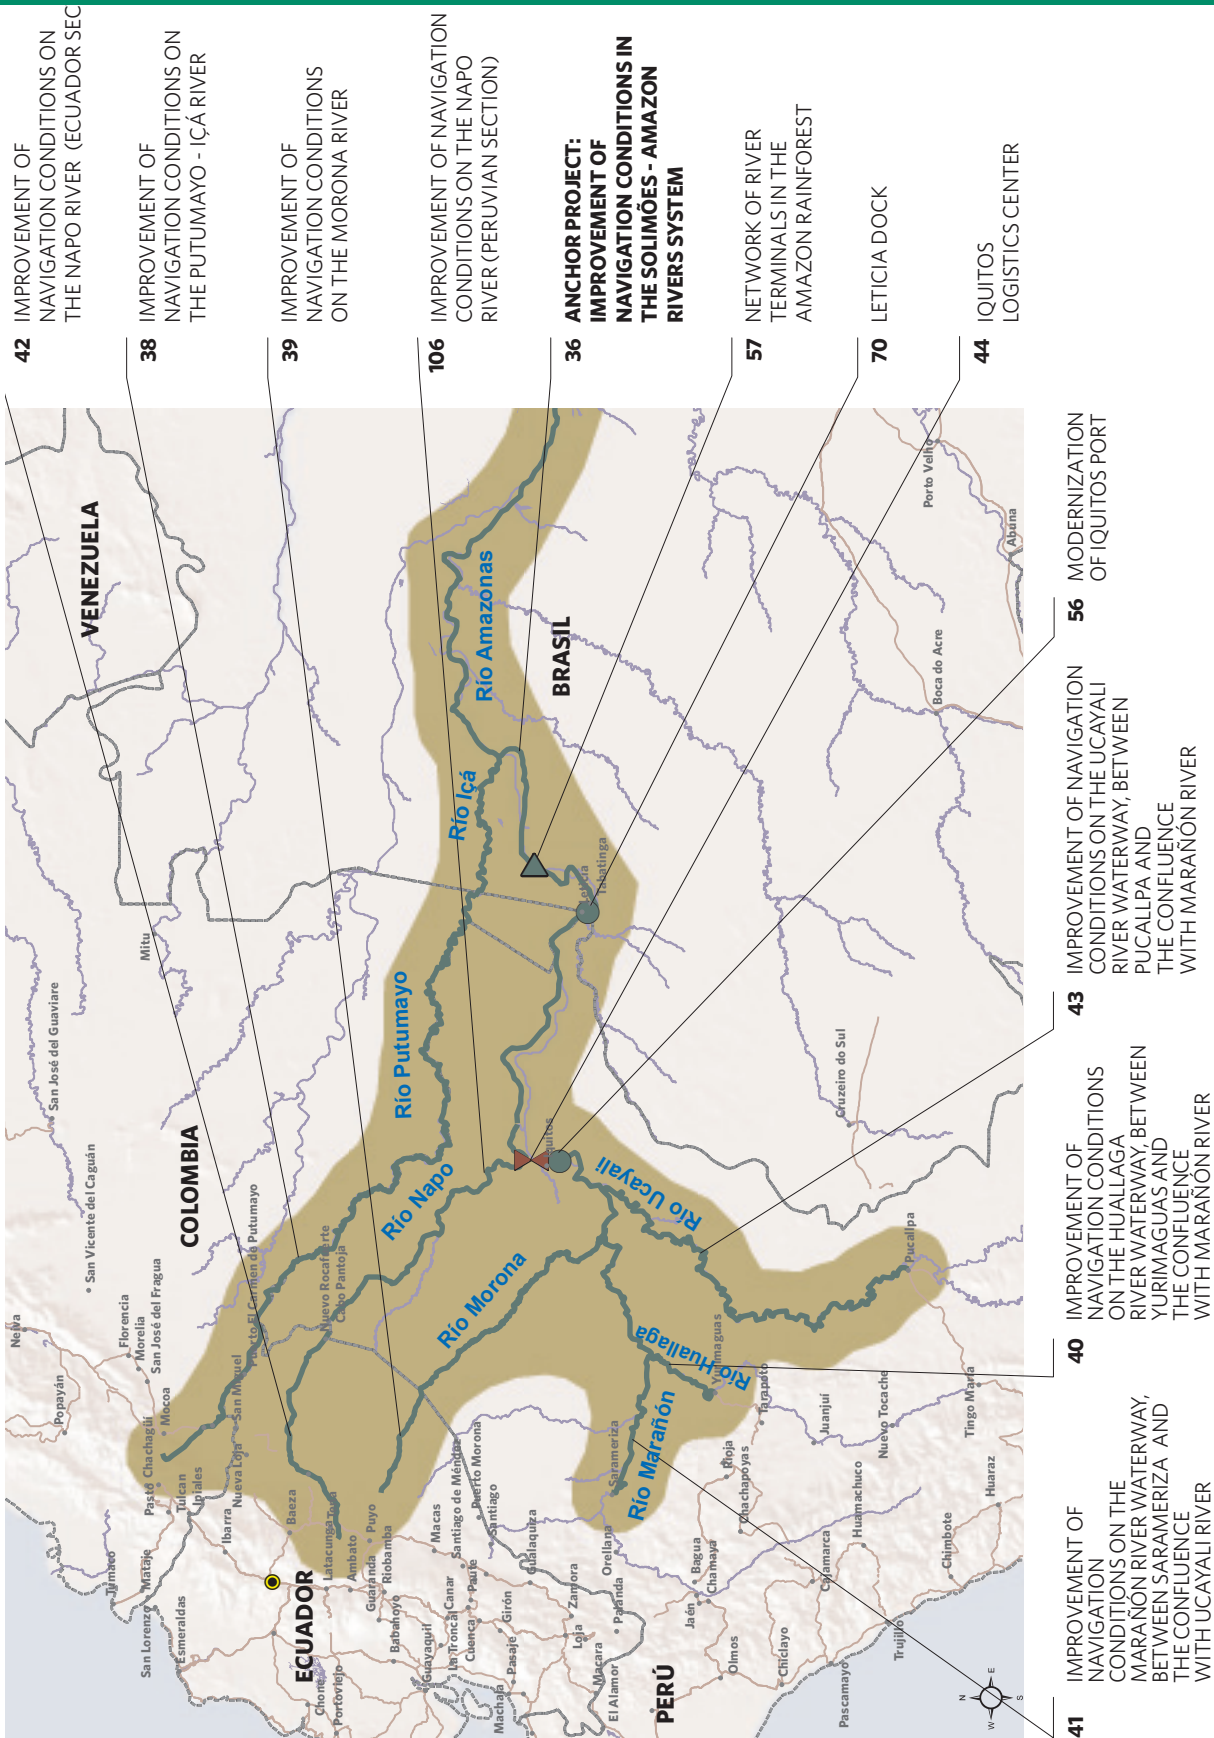 42 IMPROVEMENT OF
NAVIGATION CONDITIONS ON
THE NAPO RIVER (ECUADOR SEC
38 IMPROVEMENT OF
NAVIGATION CONDITIONS ON
THE PUTUMAYO - IÇÁ RIVER
39 IMPROVEMENT OF
NAVIGATION CONDITIONS
ON THE MORONA RIVER
106 IMPROVEMENT OF NAVIGATION
CONDITIONS ON THE NAPO
RIVER (PERUVIAN SECTION)
36 ANCHOR PROJECT:
IMPROVEMENT OF
NAVIGATION CONDITIONS IN
THE SOLIMÕES - AMAZON
RIVERS SYSTEM
57 NETWORK OF RIVER
TERMINALS IN THE
AMAZON RAINFOREST
70 LETICIA DOCK
44 IQUITOS
LOGISTICS CENTER
41 IMPROVEMENT OF
NAVIGATION
CONDITIONS ON THE
MARAÑÓN RIVER WATERWAY,
BETWEEN SARAMERIZA AND
THE CONFLUENCE
WITH UCAYALI RIVER
40 IMPROVEMENT OF
NAVIGATION CONDITIONS
ON THE HUALLAGA
RIVER WATERWAY, BETWEEN
YURIMAGUAS AND
THE CONFLUENCE
WITH MARAÑÓN RIVER
43 IMPROVEMENT OF NAVIGATION
CONDITIONS ON THE UCAYALI
RIVER WATERWAY, BETWEEN
PUCALLPA AND
THE CONFLUENCE
WITH MARAÑÓN RIVER
56 MODERNIZATION
OF IQUITOS PORT
VENEZUELA
COLOMBIA
ECUADOR
PERÚ
BRASIL
Río Amazonas
Río Içá
Río Putumayo
Río Napo
Río Morona
Río Ucayali
Río Huallaga
Río Marañón
Neiva
Popayán
San José del Guaviare
San Vicente del Caguán
Florencia
Morelia
San José del Fragua
Mitu
Mocoa
Chachagüí
Pasto
Tulcan
Ipiales
Tumaco
Mataje
San Lorenzo
Esmeraldas
Ibarra
Nueva Loja
San Miguel
Puerto El Carmen de Putumayo
Nuevo Rocafuerte
Cabo Pantoja
Baeza
Tena
Latacunga
Ambato
Puyo
Guaranda
Riobamba
Babahoyo
Chone
Portoviejo
Guayaquil
La Troncal
Canar
Macas
Santiago de Méndez
Puerto Morona
Santiago
Paute
Cuenca
Girón
Gualaquiza
Pasaje
Machala
Zamora
Loja
Macara
Palanda
El Alamor
Orellana
Sarameriza
Yurimaguas
Tarapoto
Rioja
Chachapoyas
Bagua
Chamaya
Jaén
Olmos
Chiclayo
Pascamayo
Trujillo
Cajamarca
Huamachuco
Juanjuí
Nuevo Tocache
Tingo María
Huaraz
Chimbote
Pucallpa
Iquitos
Leticia
Tabatinga
Cruzeiro do Sul
Boca do Acre
Porto Velho
Abuna
N
W
E
S